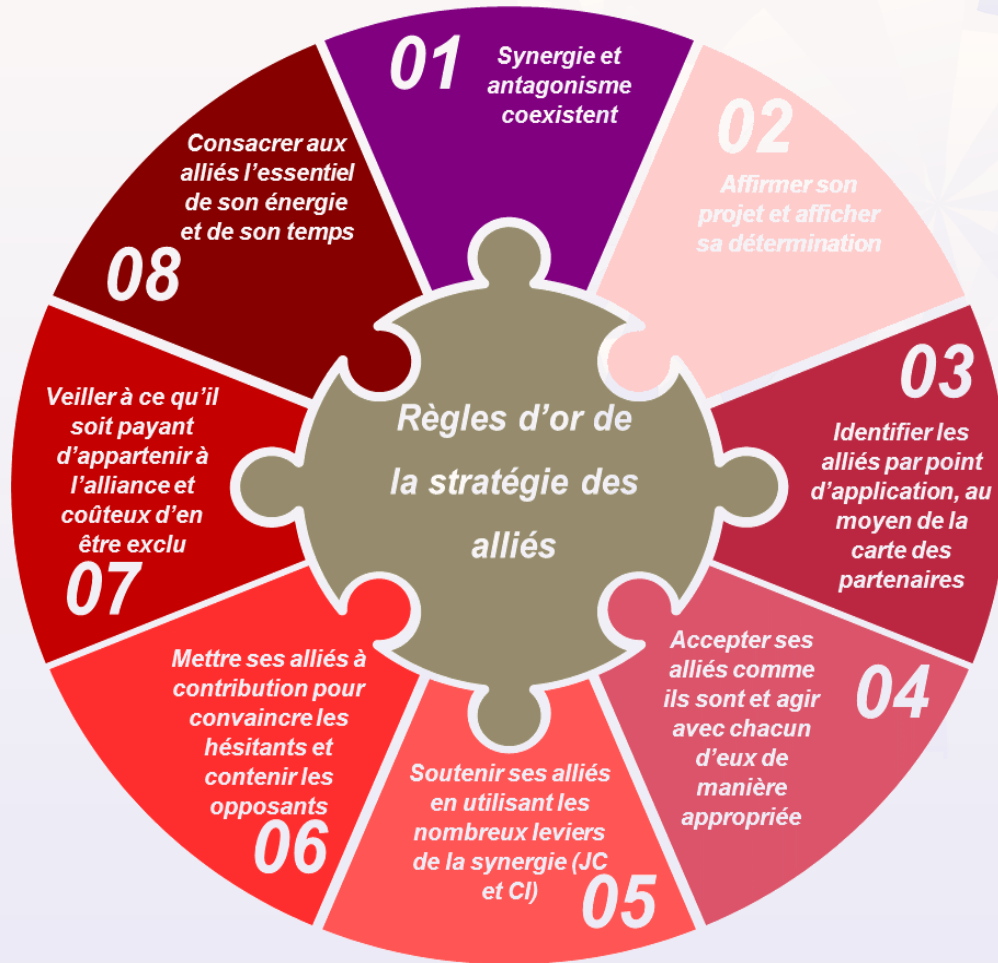 01
Synergie et
antagonisme
coexistent
02
Affirmer son
projet et afficher
sa détermination
03
Identifier les
alliés par point
d'application, au
moyen de la
carte des
partenaires
04
Accepter ses
alliés comme
ils sont et agir
avec chacun
d'eux de
manière
appropriée
05
Soutenir ses alliés
en utilisant les
nombreux leviers
de la synergie (JC
et CI)
06
Mettre ses alliés à
contribution pour
convaincre les
hésitants et
contenir les
opposants
07
Veiller à ce qu'il
soit payant
d'appartenir à
l'alliance et
coûteux d'en
être exclu
08
Consacrer aux
alliés l'essentiel
de son énergie
et de son temps
Règles d'or de
la stratégie des
alliés